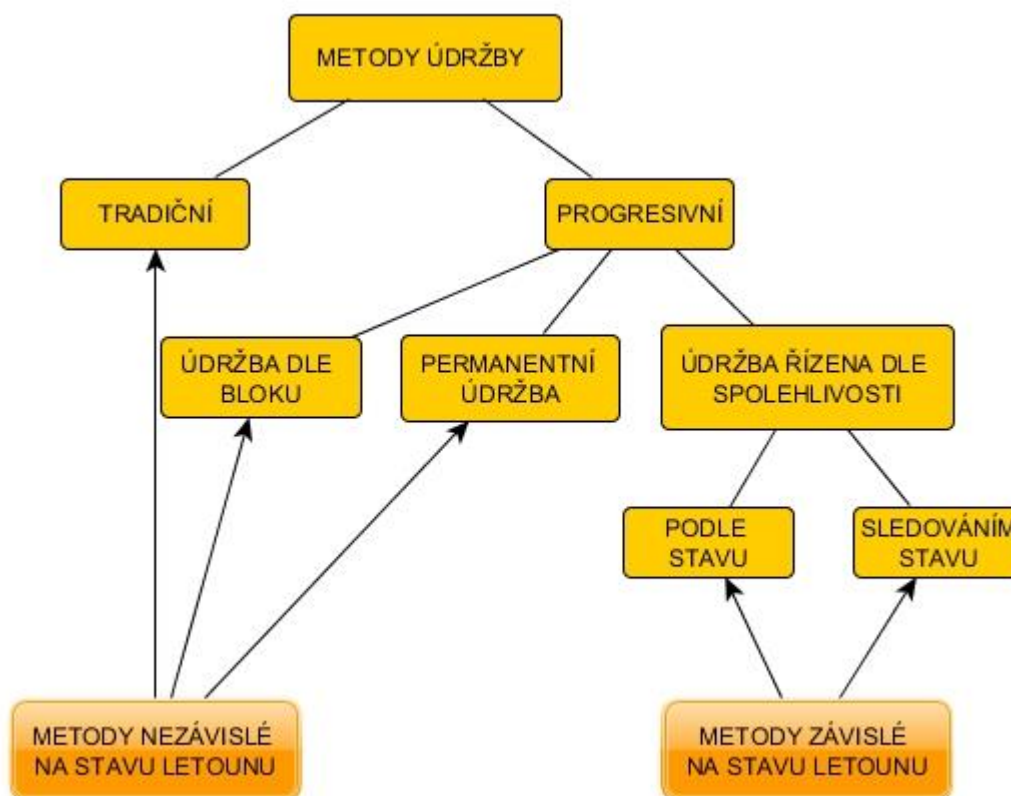 METODY ÚDRŽBY
TRADIČNÍ
PROGRESIVNÍ
ÚDRŽBA DLE
BLOKU
PERMANENTNÍ
ÚDRŽBA
ÚDRŽBA ŘÍZENA DLE
SPOLEHLIVOSTI
PODLE
STAVU
SLEDOVÁNÍM
STAVU
METODY NEZÁVISLÉ
NA STAVU LETOUNU
METODY ZÁVISLÉ
NA STAVU LETOUNU